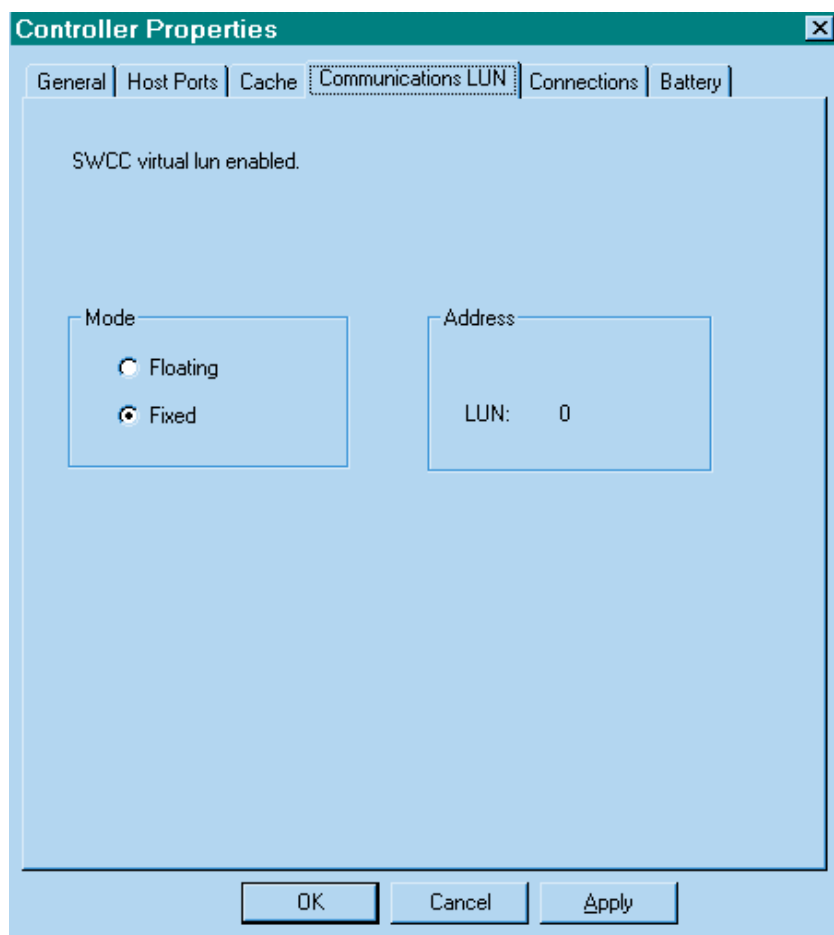 Controller Properties
General Host Ports Cache Communications LUN Connections Battery
SWCC virtual lun enabled.
Mode Address
Floating
Fixed LUN: 0
OK Cancel Apply